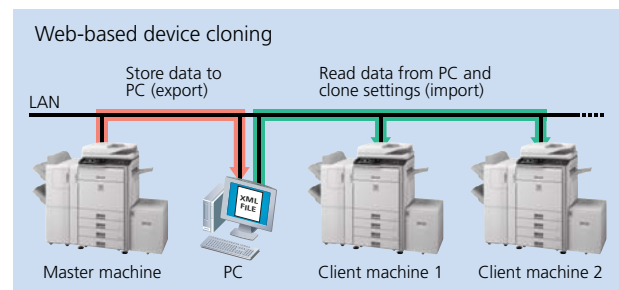 Web-based device cloning
Store data to
PC (export)
Read data from PC and
clone settings (import)
LAN
XML
FILE
Master machine
PC
Client machine 1
Client machine 2